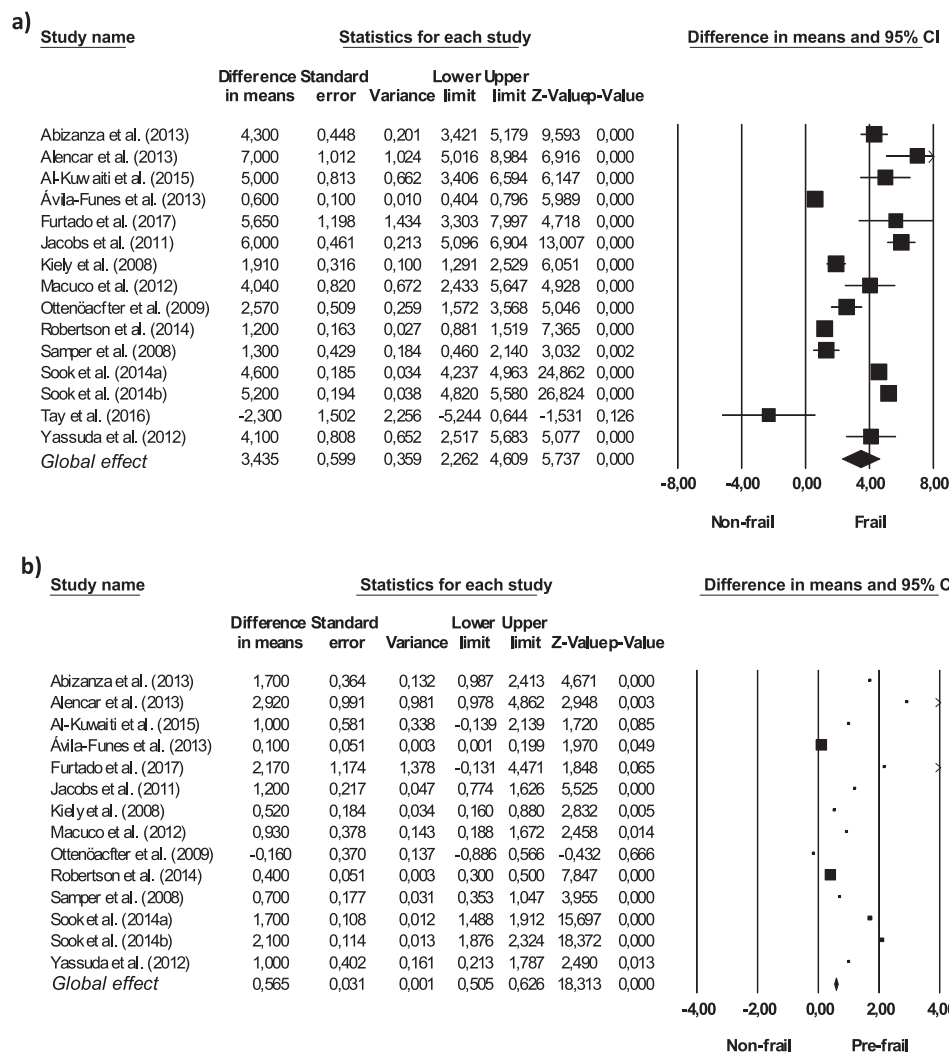 a)
Study name Statistics for each study Difference in means and 95% CI
Difference Standard Lower Upper
in means error Variance limit limit Z-Value p-Value
Abizanza et al. (2013) 4,300 0,448 0,201 3,421 5,179 9,593 0,000
Alencar et al. (2013) 7,000 1,012 1,024 5,016 8,984 6,916 0,000
Al-Kuwaiti et al. (2015) 5,000 0,813 0,662 3,406 6,594 6,147 0,000
Ávila-Funes et al. (2013) 0,600 0,100 0,010 0,404 0,796 5,989 0,000
Furtado et al. (2017) 5,650 1,198 1,434 3,303 7,997 4,718 0,000
Jacobs et al. (2011) 6,000 0,461 0,213 5,096 6,904 13,007 0,000
Kiely et al. (2008) 1,910 0,316 0,100 1,291 2,529 6,051 0,000
Macuco et al. (2012) 4,040 0,820 0,672 2,433 5,647 4,928 0,000
Ottenöacfter et al. (2009) 2,570 0,509 0,259 1,572 3,568 5,046 0,000
Robertson et al. (2014) 1,200 0,163 0,027 0,881 1,519 7,365 0,000
Samper et al. (2008) 1,300 0,429 0,184 0,460 2,140 3,032 0,002
Sook et al. (2014a) 4,600 0,185 0,034 4,237 4,963 24,862 0,000
Sook et al. (2014b) 5,200 0,194 0,038 4,820 5,580 26,824 0,000
Tay et al. (2016) -2,300 1,502 2,256 -5,244 0,644 -1,531 0,126
Yassuda et al. (2012) 4,100 0,808 0,652 2,517 5,683 5,077 0,000
Global effect 3,435 0,599 0,359 2,262 4,609 5,737 0,000
-8,00 -4,00 0,00 4,00 8,00
Non-frail Frail
b)
Study name Statistics for each study Difference in means and 95% C
Difference Standard Lower Upper
in means error Variance limit limit Z-Value p-Value
Abizanza et al. (2013) 1,700 0,364 0,132 0,987 2,413 4,671 0,000
Alencar et al. (2013) 2,920 0,991 0,981 0,978 4,862 2,948 0,003
Al-Kuwaiti et al. (2015) 1,000 0,581 0,338 -0,139 2,139 1,720 0,085
Ávila-Funes et al. (2013) 0,100 0,051 0,003 0,001 0,199 1,970 0,049
Furtado et al. (2017) 2,170 1,174 1,378 -0,131 4,471 1,848 0,065
Jacobs et al. (2011) 1,200 0,217 0,047 0,774 1,626 5,525 0,000
Kiely et al. (2008) 0,520 0,184 0,034 0,160 0,880 2,832 0,005
Macuco et al. (2012) 0,930 0,378 0,143 0,188 1,672 2,458 0,014
Ottenöacfter et al. (2009) -0,160 0,370 0,137 -0,886 0,566 -0,432 0,666
Robertson et al. (2014) 0,400 0,051 0,003 0,300 0,500 7,847 0,000
Samper et al. (2008) 0,700 0,177 0,031 0,353 1,047 3,955 0,000
Sook et al. (2014a) 1,700 0,108 0,012 1,488 1,912 15,697 0,000
Sook et al. (2014b) 2,100 0,114 0,013 1,876 2,324 18,372 0,000
Yassuda et al. (2012) 1,000 0,402 0,161 0,213 1,787 2,490 0,013
Global effect 0,565 0,031 0,001 0,505 0,626 18,313 0,000
-4,00 -2,00 0,00 2,00 4,00
Non-frail Pre-frail